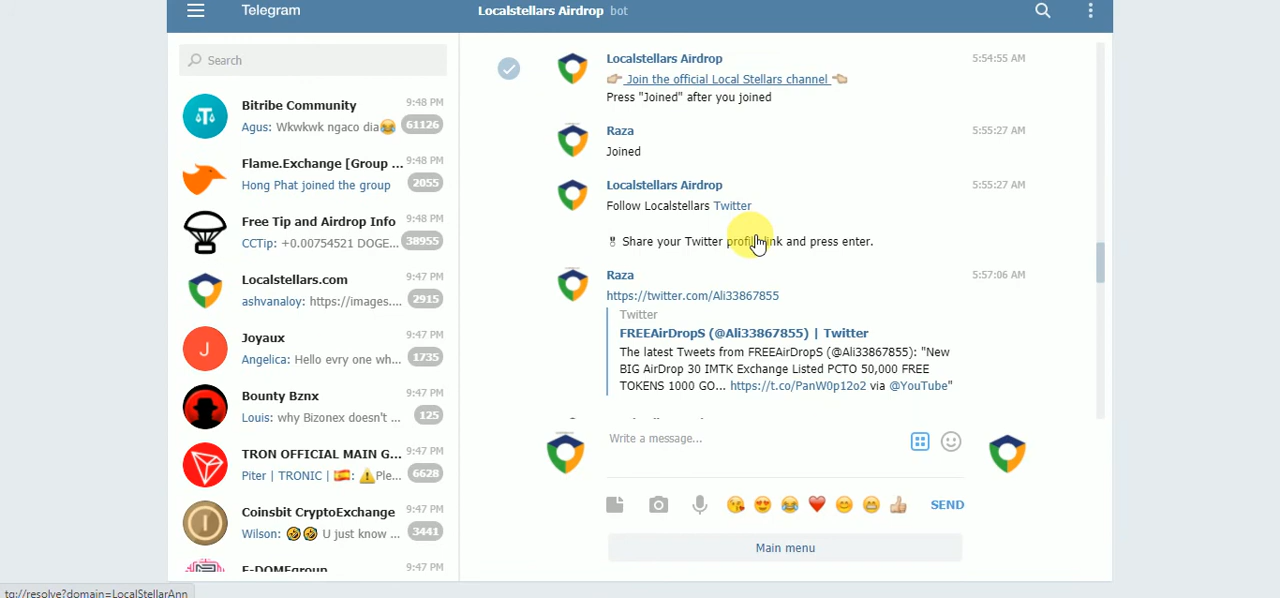 Telegram
Localstellars Airdrop bot
Search
Bitribe Community 9:48 PM
Agus: Wkwkwk ngaco dia😂 61126
Flame.Exchange [Group ... 9:48 PM
Hong Phat joined the group 2055
Free Tip and Airdrop Info 9:48 PM
CCTip: +0.00754521 DOGE... 38955
Localstellars.com 9:47 PM
ashvanaloy: https://images.... 2915
J
Joyaux 9:47 PM
Angelica: Hello evry one wh... 1735
Bounty Bznx 9:47 PM
Louis: why Bizonex doesn't ... 125
TRON OFFICIAL MAIN G... 9:47 PM
Piter | TRONIC | 🇪🇸: ⚠Ple... 6628
Coinsbit CryptoExchange 9:47 PM
Wilson: 🤣🤣 U just know ... 3441
E-DOMEgroup 9:47 PM
Localstellars Airdrop 5:54:55 AM
👉 Join the official Local Stellars channel 👈
Press "Joined" after you joined
Raza 5:55:27 AM
Joined
Localstellars Airdrop 5:55:27 AM
Follow Localstellars Twitter
🎖 Share your Twitter profile link and press enter.
Raza 5:57:06 AM
https://twitter.com/Ali33867855
Twitter
FREEAirDropS (@Ali33867855) | Twitter
The latest Tweets from FREEAirDropS (@Ali33867855): "New
BIG AirDrop 30 IMTK Exchange Listed PCTO 50,000 FREE
TOKENS 1000 GO... https://t.co/PanW0p12o2 via @YouTube"
Write a message...
😘 😍 😂 ❤ 😊 😁 👍 SEND
Main menu
tg://resolve?domain=LocalStellarAnn